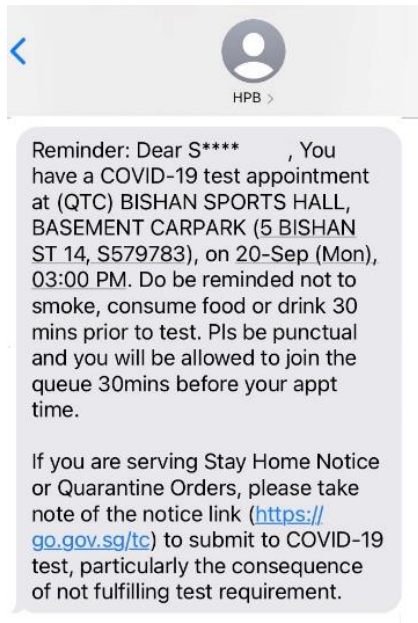 HPB >
Reminder: Dear S**** , You
have a COVID-19 test appointment
at (QTC) BISHAN SPORTS HALL,
BASEMENT CARPARK (5 BISHAN
ST 14, S579783), on 20-Sep (Mon),
03:00 PM. Do be reminded not to
smoke, consume food or drink 30
mins prior to test. Pls be punctual
and you will be allowed to join the
queue 30mins before your appt
time.
If you are serving Stay Home Notice
or Quarantine Orders, please take
note of the notice link (https://
go.gov.sg/tc) to submit to COVID-19
test, particularly the consequence
of not fulfilling test requirement.